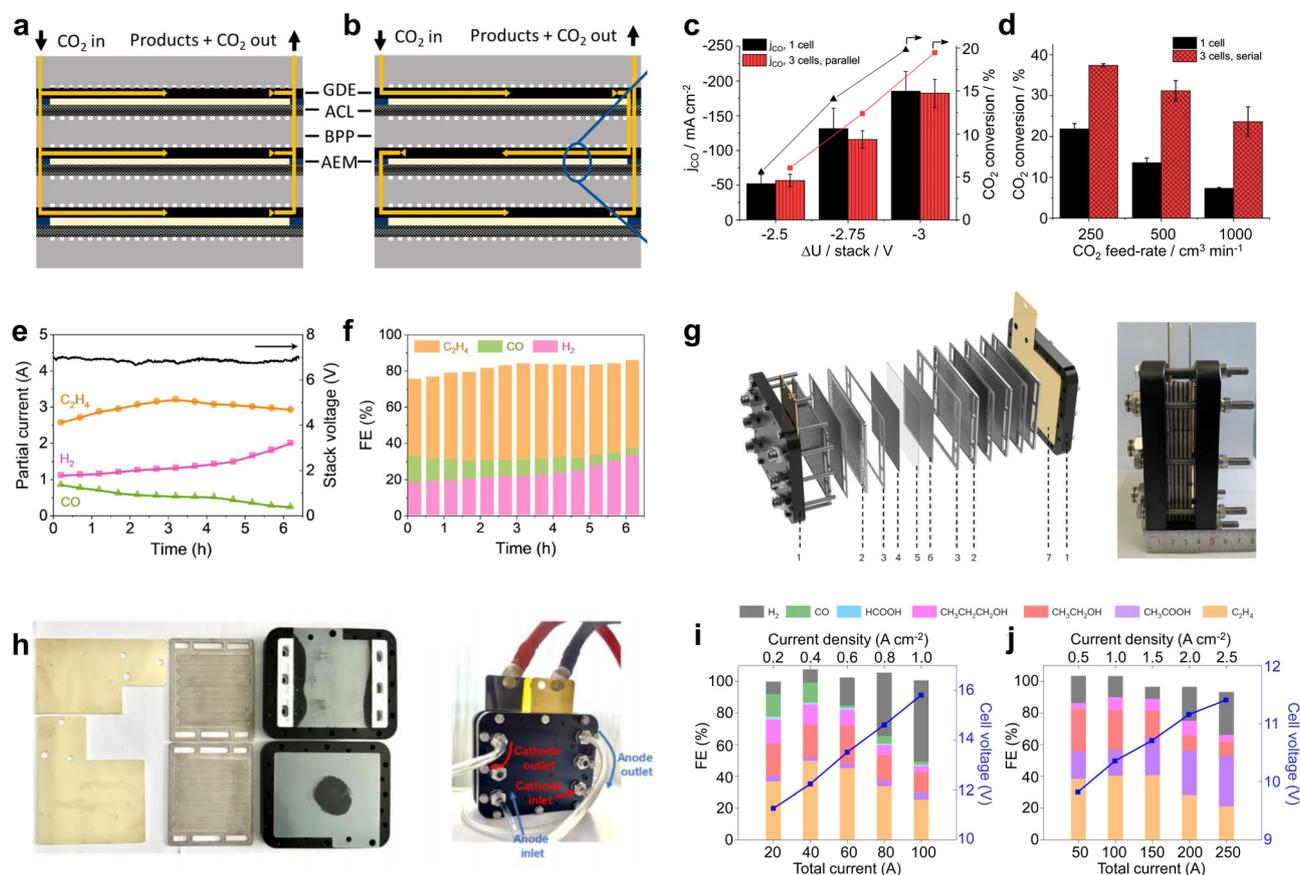 a
CO2 in Products + CO2 out
GDE
ACL
BPP
AEM
b
CO2 in Products + CO2 out
c
jCO, 1 cell
jCO, 3 cells, parallel
-250
-200
-150
-100
-50
0
jCO / mA cm-2
20
15
10
5
0
CO2 conversion / %
-2.5 -2.75 -3
ΔU / stack / V
d
1 cell
3 cells, serial
40
30
20
10
0
CO2 conversion / %
250 500 1000
CO2 feed-rate / cm3 min-1
e
5
4
3
2
1
0
Partial current (A)
C2H4
H2
CO
8
6
4
2
0
Stack voltage (V)
0 1 2 3 4 5 6
Time (h)
f
C2H4 CO H2
100
80
60
40
20
0
FE (%)
0 1 2 3 4 5 6
Time (h)
g
1 2 3 4 5 6 3 2 7 1
1 2 3 4 5 6 7 8
h
Cathode
outlet
Cathode
inlet
Anode
outlet
Anode
inlet
H2 CO HCOOH CH3CH2CH2OH CH3CH2OH CH3COOH C2H4
i
Current density (A cm-2)
0.2 0.4 0.6 0.8 1.0
100
80
60
40
20
0
FE (%)
16
14
12
10
Cell voltage (V)
20 40 60 80 100
Total current (A)
j
Current density (A cm-2)
0.5 1.0 1.5 2.0 2.5
100
80
60
40
20
0
FE (%)
12
11
10
9
Cell voltage (V)
50 100 150 200 250
Total current (A)